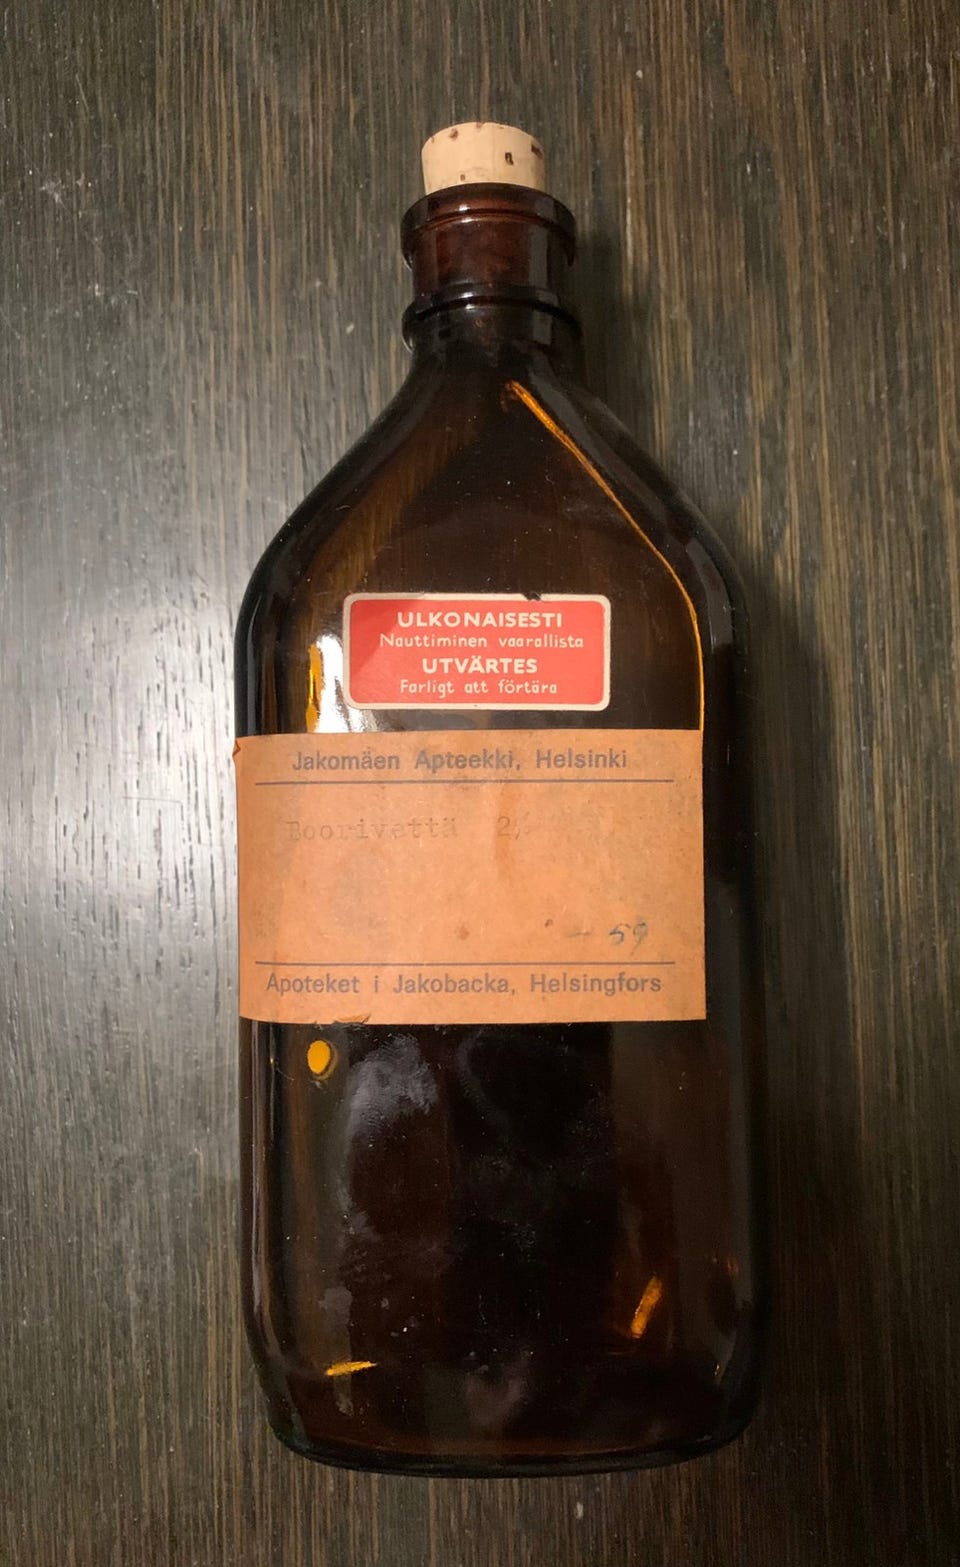 ULKONAISESTI
Nauttiminen vaarallista
UTVÄRTES
Farligt att förtära
Jakomäen Apteekki, Helsinki
Boorivettä 2%
- 59
Apoteket i Jakobacka, Helsingfors